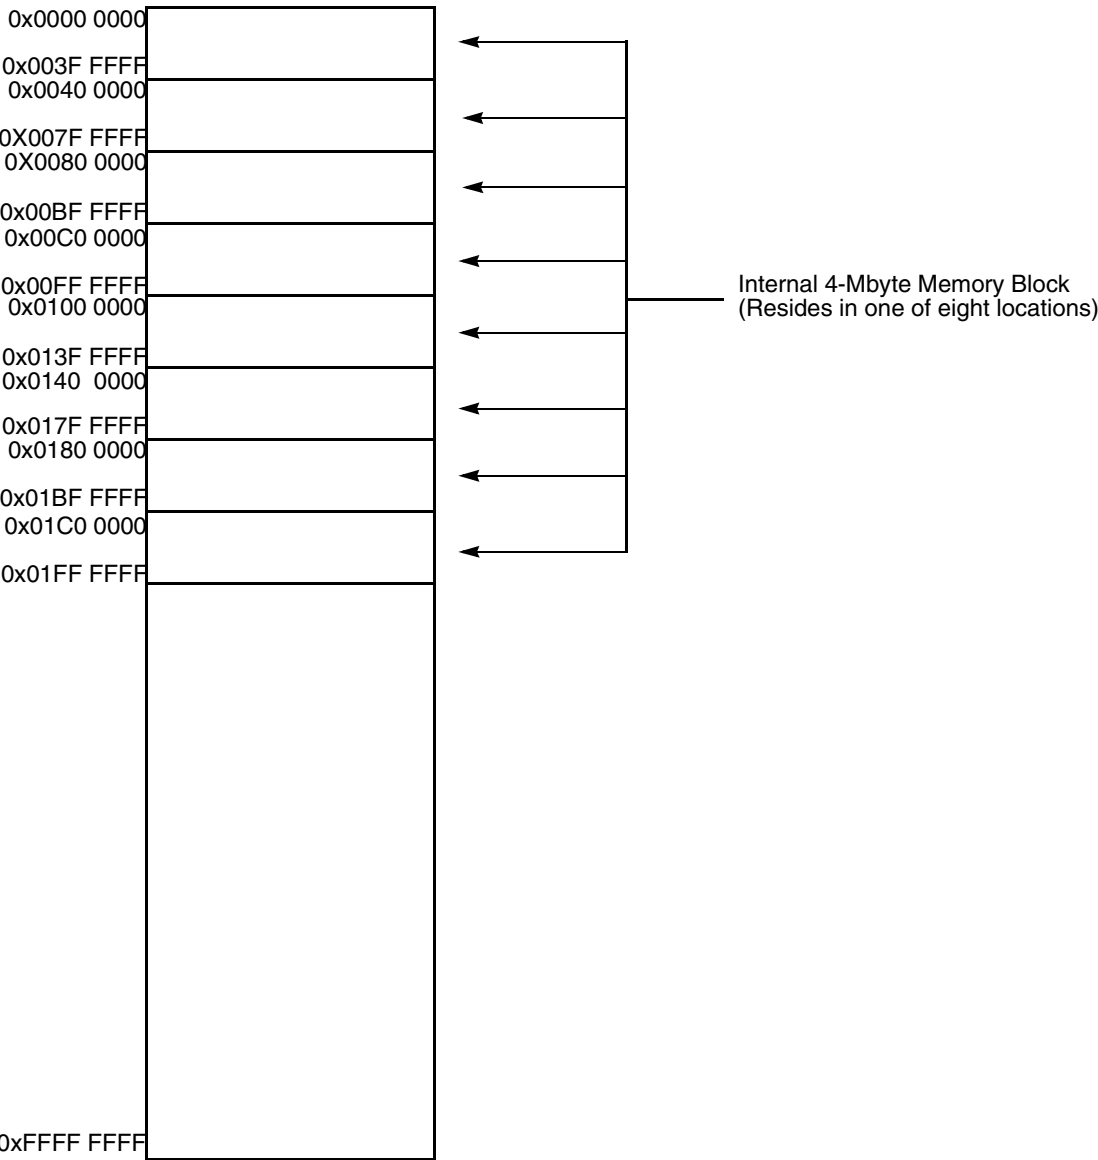 0x0000 0000
0x003F FFFF
0x0040 0000
0X007F FFFF
0X0080 0000
0x00BF FFFF
0x00C0 0000
0x00FF FFFF
0x0100 0000
0x013F FFFF
0x0140 0000
0x017F FFFF
0x0180 0000
0x01BF FFFF
0x01C0 0000
0x01FF FFFF
0xFFFF FFFF
Internal 4-Mbyte Memory Block
(Resides in one of eight locations)